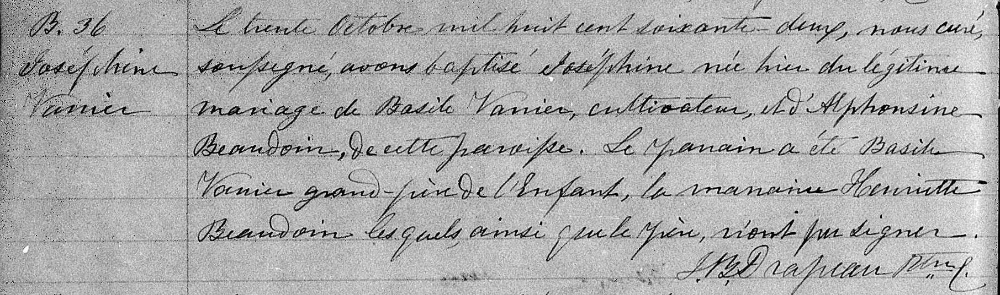 B. 36
Joséphine
Vanier
Le trente Octobre mil huit cent soixante-deux, nous curé,
soussigné, avons baptisé Joséphine née hier du légitime
mariage de Basile Vanier, cultivateur, et d'Alphonsine
Beaudoin, de cette paroisse. Le parrain a été Basile
Vanier grand-père de l'Enfant, la marraine Henriette
Beaudoin lesquels, ainsi que le père, n'ont pu signer.
J.B. Drapeau Ptre C.